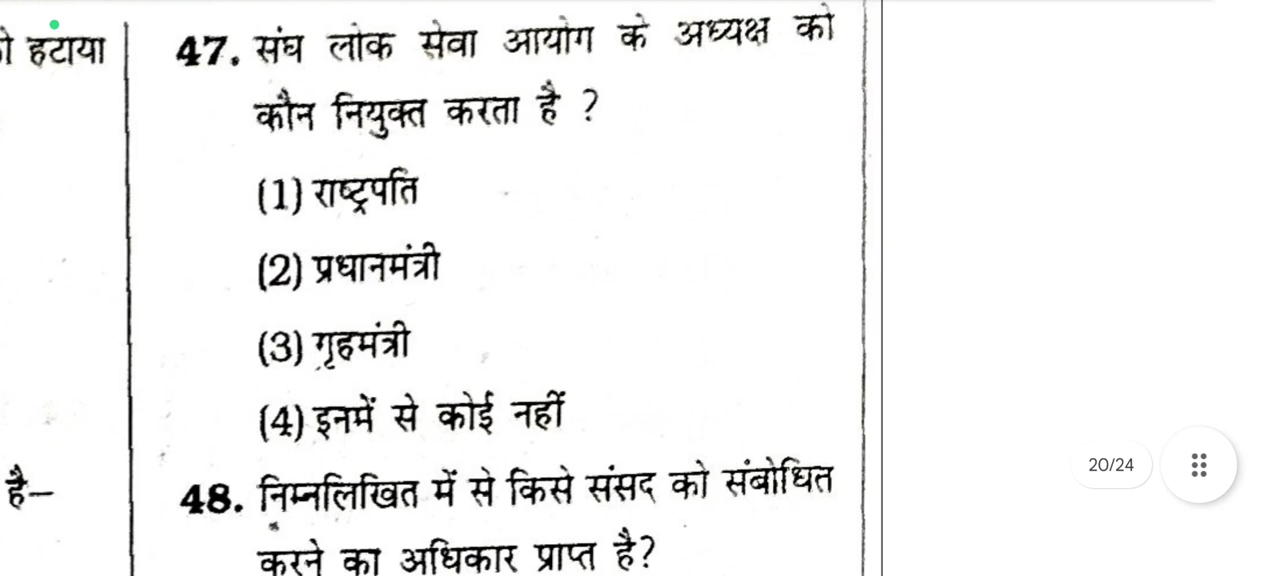 हटाया
47. संघ लोक सेवा आयोग के अध्यक्ष को
कौन नियुक्त करता है ?
(1) राष्ट्रपति
(2) प्रधानमंत्री
(3) गृहमंत्री
(4) इनमें से कोई नहीं
है–
48. निम्नलिखित में से किसे संसद को संबोधित
करने का अधिकार प्राप्त है?
20/24